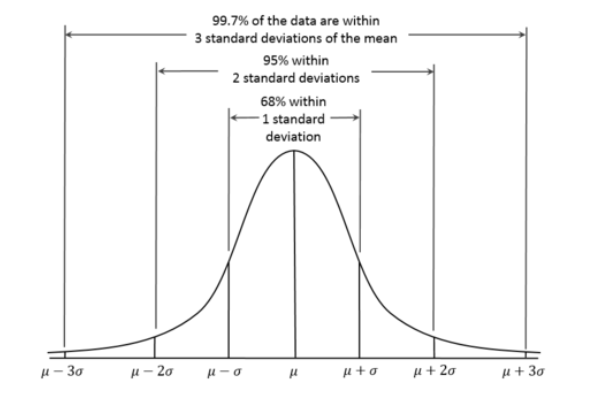 99.7% of the data are within
3 standard deviations of the mean
95% within
2 standard deviations
68% within
1 standard
deviation
μ − 3σ μ − 2σ μ − σ μ μ + σ μ + 2σ μ + 3σ